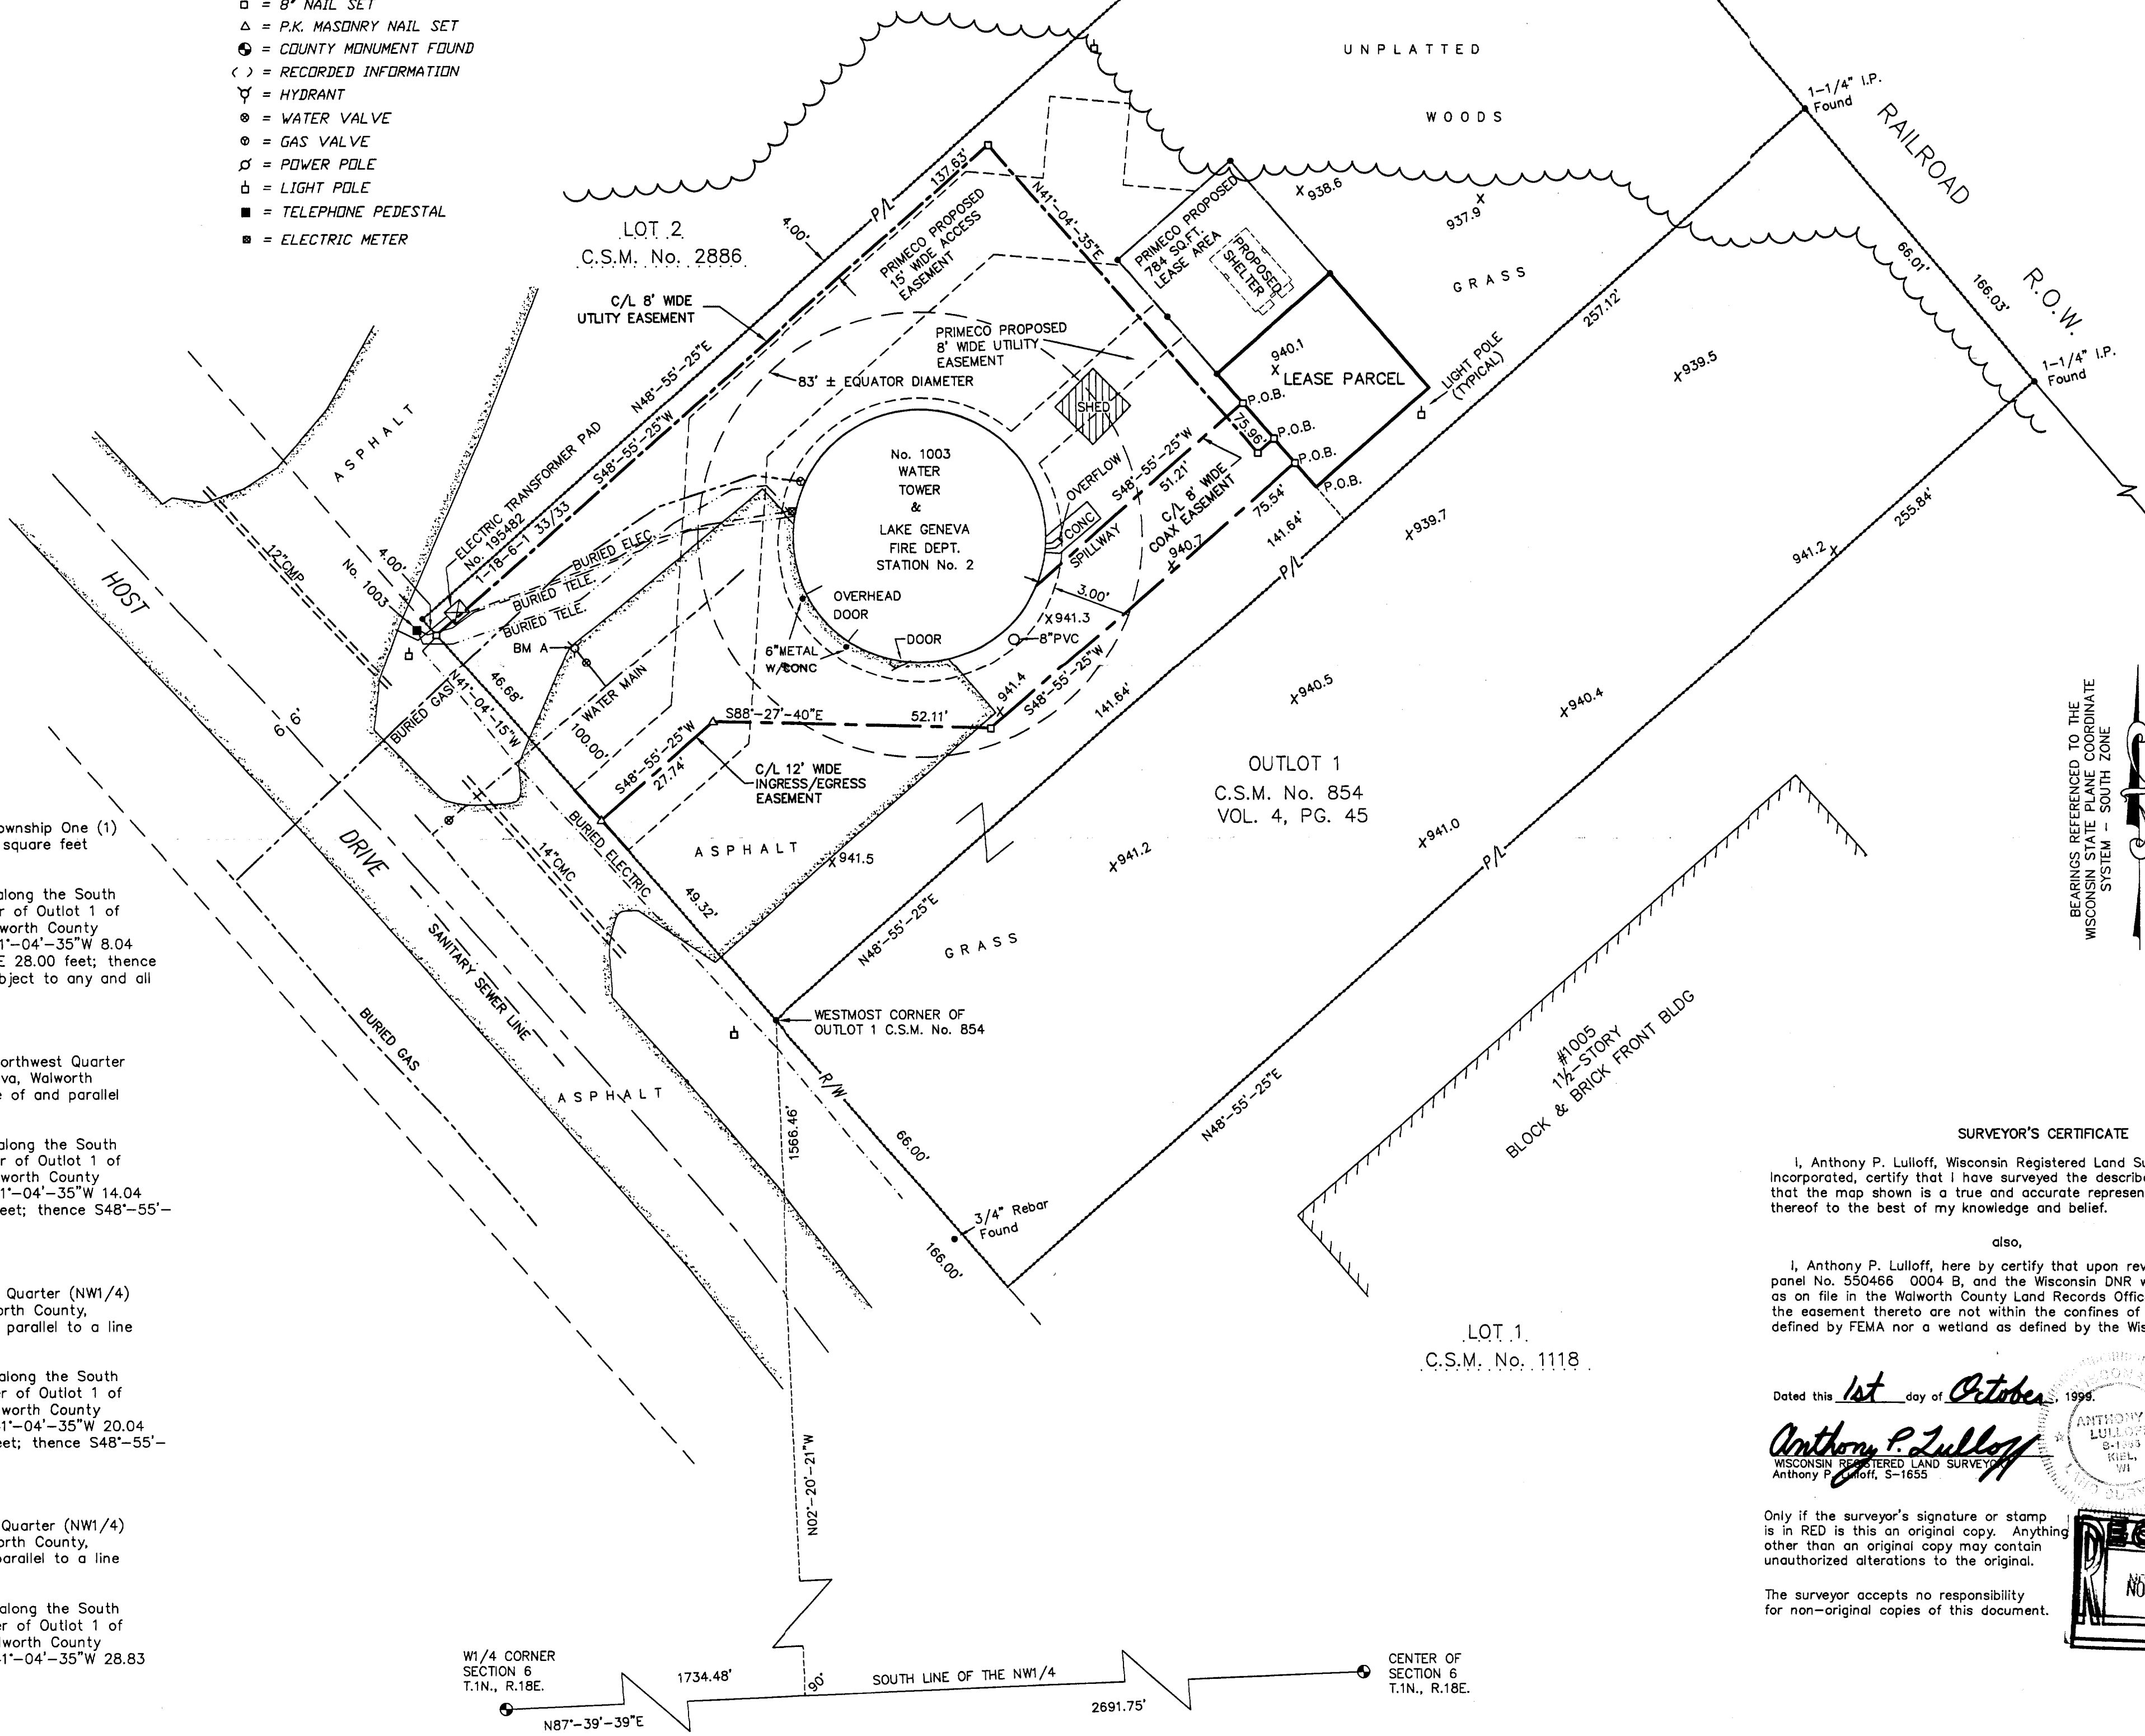 = 8" NAIL SET
= P.K. MASONRY NAIL SET
= COUNTY MONUMENT FOUND
( ) = RECORDED INFORMATION
= HYDRANT
= WATER VALVE
= GAS VALVE
= POWER POLE
= LIGHT POLE
= TELEPHONE PEDESTAL
= ELECTRIC METER
UNPLATTED
WOODS
1-1/4" I.P.
Found
RAILROAD
R.O.W.
66.01'
166.03'
1-1/4" I.P.
Found
LOT 2
C.S.M. No. 2886
C/L 8' WIDE
UTLITY EASEMENT
4.00'
P/L
137.63'
PRIMECO PROPOSED
15' WIDE ACCESS
EASEMENT
N41°-04'-35"E
PRIMECO PROPOSED
784 SQ.FT.
LEASE AREA
PROPOSED
SHELTER
938.6
937.9
GRASS
257.12'
PRIMECO PROPOSED
8' WIDE UTILITY
EASEMENT
83' ± EQUATOR DIAMETER
SHED
940.1
LEASE PARCEL
LIGHT POLE
(TYPICAL)
939.5
P.O.B.
P.O.B.
P.O.B.
P.O.B.
75.96'
N48°-55'-25"E
S48°-55'-25"W
ASPHALT
ELECTRIC TRANSFORMER PAD
No. 195482
1-18-6-1 33/33
No. 1003
WATER
TOWER
&
LAKE GENEVA
FIRE DEPT.
STATION No. 2
OVERFLOW
CONC
SPILLWAY
S48°-55'-25"W
51.21'
C/L 8' WIDE
COAX EASEMENT
75.54'
141.64'
940.7
939.7
255.84'
941.2
P/L
12"CMP
4.00'
No. 1003
BURIED ELEC.
BURIED TELE.
BURIED TELE.
BM A
OVERHEAD
DOOR
DOOR
6"METAL
W/CONC
8"PVC
3.00'
941.3
941.4
S48°-55'-25"W
141.64'
940.5
940.4
HOST
66'
BURIED GAS
46.68'
N41°-04'-15"W
WATER MAIN
100.00'
S88°-27'-40"E
52.11'
S48°-55'-25"W
27.74'
C/L 12' WIDE
INGRESS/EGRESS
EASEMENT
OUTLOT 1
C.S.M. No. 854
VOL. 4, PG. 45
BEARINGS REFERENCED TO THE
WISCONSIN STATE PLANE COORDINATE
SYSTEM - SOUTH ZONE
DRIVE
14"CMC
BURIED ELECTRIC
49.32'
ASPHALT
941.5
941.2
941.0
P/L
N48°-55'-25"E
GRASS
SANITARY SEWER LINE
BURIED GAS
ASPHALT
WESTMOST CORNER OF
OUTLOT 1 C.S.M. No. 854
R/W
1566.46'
66.00'
3/4" Rebar
Found
166.00'
N48°-55'-25"E
#1005
1½-STORY
BLOCK & BRICK FRONT BLDG
LOT 1
C.S.M. No. 1118
N02°-20'-21"W
W1/4 CORNER
SECTION 6
T.1N., R.18E.
1734.48'
90°
SOUTH LINE OF THE NW1/4
2691.75'
N87°-39'-39"E
CENTER OF
SECTION 6
T.1N., R.18E.
ownship One (1)
square feet
along the South
r of Outlot 1 of
worth County
1°-04'-35"W 8.04
E 28.00 feet; thence
bject to any and all
orthwest Quarter
va, Walworth
e of and parallel
along the South
r of Outlot 1 of
worth County
1°-04'-35"W 14.04
eet; thence S48°-55'-
Quarter (NW1/4)
orth County,
parallel to a line
along the South
r of Outlot 1 of
worth County
41°-04'-35"W 20.04
eet; thence S48°-55'-
Quarter (NW1/4)
orth County,
parallel to a line
along the South
er of Outlot 1 of
lworth County
41°-04'-35"W 28.83
SURVEYOR'S CERTIFICATE
I, Anthony P. Lulloff, Wisconsin Registered Land Su
Incorporated, certify that I have surveyed the describe
that the map shown is a true and accurate represen
thereof to the best of my knowledge and belief.
also,
I, Anthony P. Lulloff, here by certify that upon rev
panel No. 550466 0004 B, and the Wisconsin DNR w
as on file in the Walworth County Land Records Offic
the easement thereto are not within the confines of
defined by FEMA nor a wetland as defined by the Wis
Dated this 1st day of October, 1999.
Anthony P. Lulloff
WISCONSIN REGISTERED LAND SURVEYOR
Anthony P. Lulloff, S-1655
ANTHONY
LULLOFF
KIEL,
WI
Only if the surveyor's signature or stamp
is in RED is this an original copy. Anything
other than an original copy may contain
unauthorized alterations to the original.
The surveyor accepts no responsibility
for non-original copies of this document.